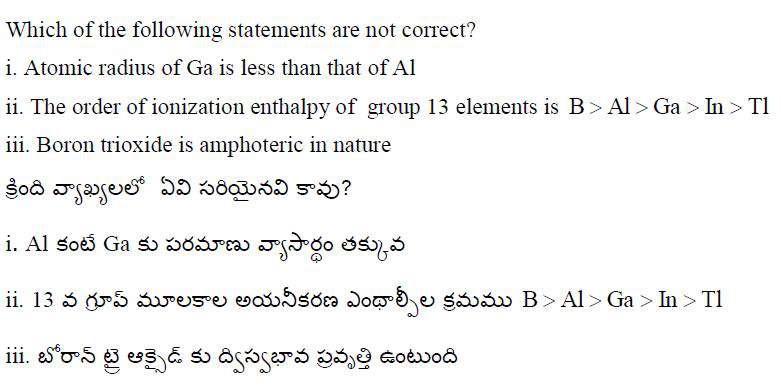 Which of the following statements are not correct?
i. Atomic radius of Ga is less than that of Al
ii. The order of ionization enthalpy of group 13 elements is B > Al > Ga > In > Tl
iii. Boron trioxide is amphoteric in nature
క్రింది వ్యాఖ్యలలో ఏవి సరియైనవి కావు?
i. Al కంటే Ga కు పరమాణు వ్యాసార్ధం తక్కువ
ii. 13 వ గ్రూప్ మూలకాల అయనీకరణ ఎంథాల్పీల క్రమము B > Al > Ga > In > Tl
iii. బోరాన్ ట్రై ఆక్సైడ్ కు ద్విస్వభావ ప్రవృత్తి ఉంటుంది